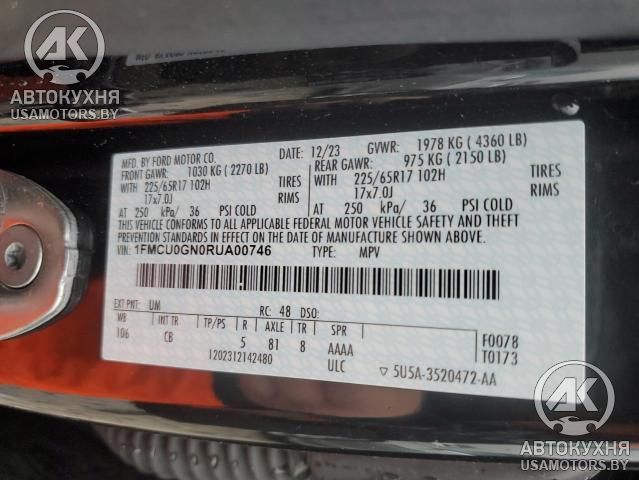 АК
АВТОКУХНЯ
USAMOTORS.BY
MFD. BY FORD MOTOR CO.
DATE: 12/23 GVWR: 1978 KG ( 4360 LB)
FRONT GAWR: 1030 KG ( 2270 LB)
REAR GAWR: 975 KG ( 2150 LB)
WITH 225/65R17 102H TIRES
WITH 225/65R17 102H TIRES
17x7.0J RIMS
17x7.0J RIMS
AT 250 kPa/ 36 PSI COLD
AT 250 kPa/ 36 PSI COLD
THIS VEHICLE CONFORMS TO ALL APPLICABLE FEDERAL MOTOR VEHICLE SAFETY AND THEFT
PREVENTION STANDARDS IN EFFECT ON THE DATE OF MANUFACTURE SHOWN ABOVE.
VIN: 1FMCU0GN0RUA00746 TYPE: MPV
EXT PNT: UM RC: 48 DSO:
WB INT TR TP/PS R AXLE TR SPR
106 CB 5 81 8 AAAA
1202312142480 ULC
F0078
T0173
5U5A-3520472-AA
АК
АВТОКУХНЯ
USAMOTORS.BY